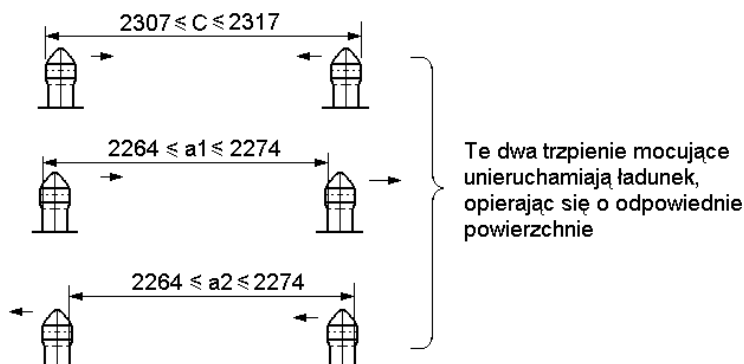 2307 ≤ C ≤ 2317
2264 ≤ a1 ≤ 2274
Te dwa trzpienie mocujące
unieruchamiają ładunek,
opierając się o odpowiednie
powierzchnie
2264 ≤ a2 ≤ 2274